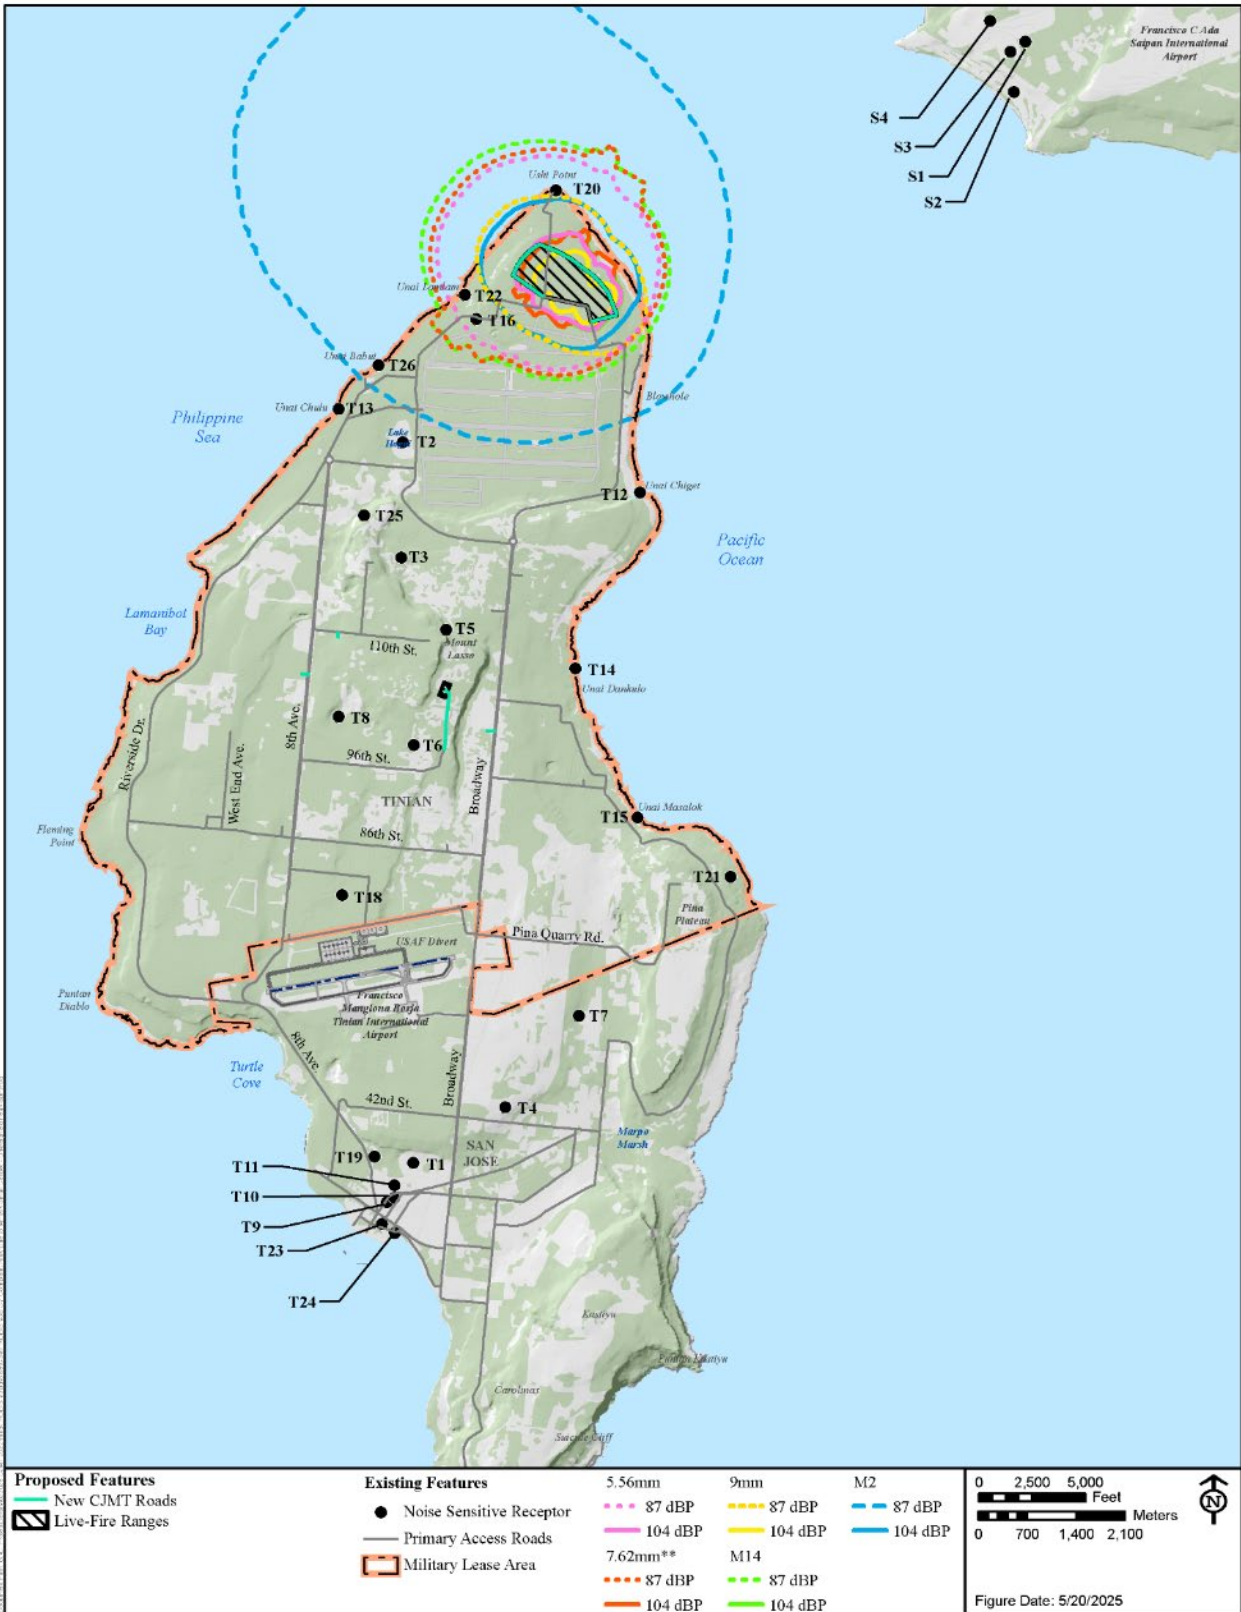 Francisco C Ada
Saipan International
Airport
S4
S3
S1
S2
Ushi Point
T20
T22
T16
Unai Babui
T26
Unai Chulu
T13
Blowhole
Philippine
Sea
Lake
T2
T12
Unai Chiget
T25
T3
Pacific
Ocean
Lamanibot
Bay
T5
Mount
Lasso
110th St.
T14
Unai Dankulo
T8
T6
8th Ave.
Riverside Dr.
West End Ave.
96th St.
Broadway
TINIAN
Unai Masalok
T15
Fleming
Point
86th St.
T21
T18
Pina
Plateau
Pina Quarry Rd.
USAF Divert
Puntan
Diablo
Francisco
Manglona Borja
Tinian International
Airport
T7
8th Ave.
Turtle
Cove
Broadway
42nd St.
T4
Marpo
Marsh
SAN
JOSE
T19
T1
T11
T10
T9
T23
T24
Carolinas
Suicide Cliff
Proposed Features
New CJMT Roads
Live-Fire Ranges
Existing Features
Noise Sensitive Receptor
Primary Access Roads
Military Lease Area
5.56mm
87 dBP
104 dBP
7.62mm**
87 dBP
104 dBP
9mm
87 dBP
104 dBP
M14
87 dBP
104 dBP
M2
87 dBP
104 dBP
0 2,500 5,000
Feet
Meters
0 700 1,400 2,100
N
Figure Date: 5/20/2025